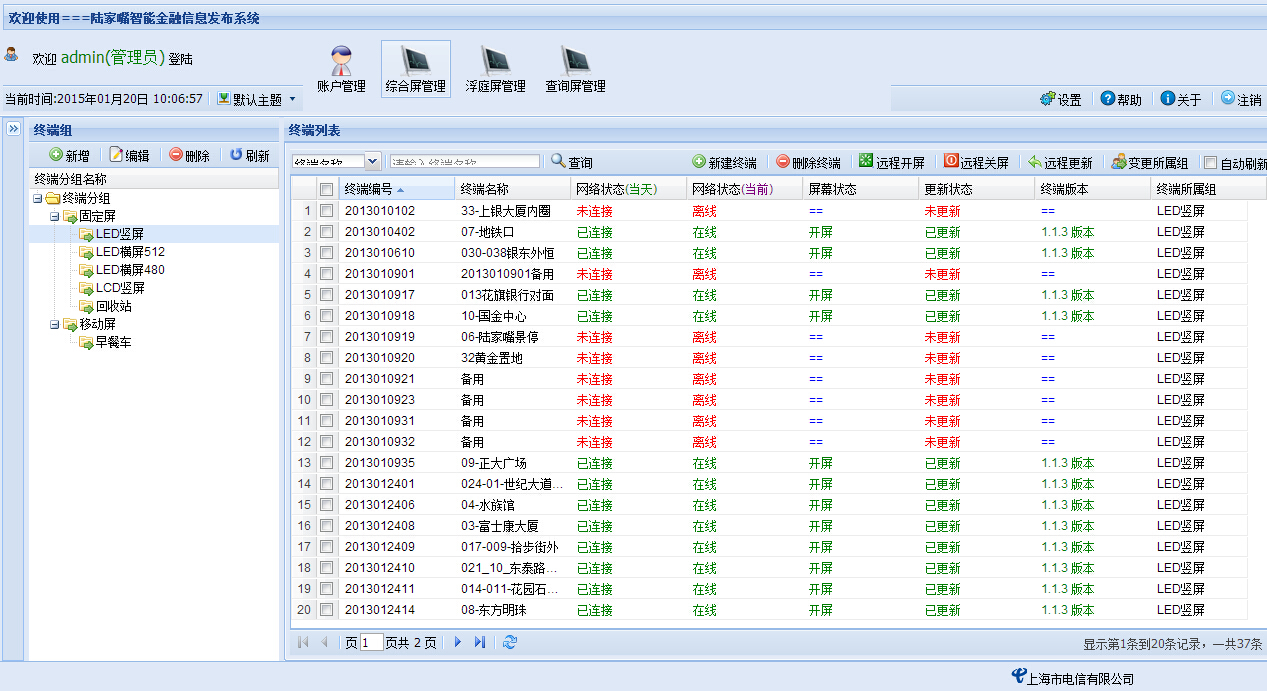 欢迎使用===陆家嘴智能金融信息发布系统
欢迎 admin(管理员) 登陆
账户管理 综合屏管理 浮庭屏管理 查询屏管理
当前时间:2015年01月20日 10:06:57 默认主题
设置 帮助 关于 注销
终端组
新增 编辑 删除 刷新
终端分组名称
终端分组
固定屏
LED竖屏
LED横屏512
LED横屏480
LCD竖屏
回收站
移动屏
早餐车
终端列表
终端名称 请输入终端名称 查询 新建终端 删除终端 远程开屏 远程关屏 远程更新 变更所属组 自动刷新
终端编号 终端名称 网络状态(当天) 网络状态(当前) 屏幕状态 更新状态 终端版本 终端所属组
1 2013010102 33-上银大厦内圈 未连接 离线 == 未更新 == LED竖屏
2 2013010402 07-地铁口 已连接 在线 开屏 已更新 1.1.3 版本 LED竖屏
3 2013010610 030-038银东外恒 已连接 在线 开屏 已更新 1.1.3 版本 LED竖屏
4 2013010901 2013010901备用 未连接 离线 == 未更新 == LED竖屏
5 2013010917 013花旗银行对面 已连接 在线 开屏 已更新 1.1.3 版本 LED竖屏
6 2013010918 10-国金中心 已连接 在线 开屏 已更新 1.1.3 版本 LED竖屏
7 2013010919 06-陆家嘴景停 未连接 离线 == 未更新 == LED竖屏
8 2013010920 32黄金置地 未连接 离线 == 未更新 == LED竖屏
9 2013010921 备用 未连接 离线 == 未更新 == LED竖屏
10 2013010923 备用 未连接 离线 == 未更新 == LED竖屏
11 2013010931 备用 未连接 离线 == 未更新 == LED竖屏
12 2013010932 备用 未连接 离线 == 未更新 == LED竖屏
13 2013010935 09-正大广场 已连接 在线 开屏 已更新 1.1.3 版本 LED竖屏
14 2013012401 024-01-世纪大道... 已连接 在线 开屏 已更新 1.1.3 版本 LED竖屏
15 2013012406 04-水族馆 已连接 在线 开屏 已更新 1.1.3 版本 LED竖屏
16 2013012408 03-富士康大厦 已连接 在线 开屏 已更新 1.1.3 版本 LED竖屏
17 2013012409 017-009-拾步街外 已连接 在线 开屏 已更新 1.1.3 版本 LED竖屏
18 2013012410 021_10_东泰路... 已连接 在线 开屏 已更新 1.1.3 版本 LED竖屏
19 2013012411 014-011-花园石... 已连接 在线 开屏 已更新 1.1.3 版本 LED竖屏
20 2013012414 08-东方明珠 已连接 在线 开屏 已更新 1.1.3 版本 LED竖屏
页 1 页共 2 页
显示第1条到20条记录，一共37条
上海市电信有限公司